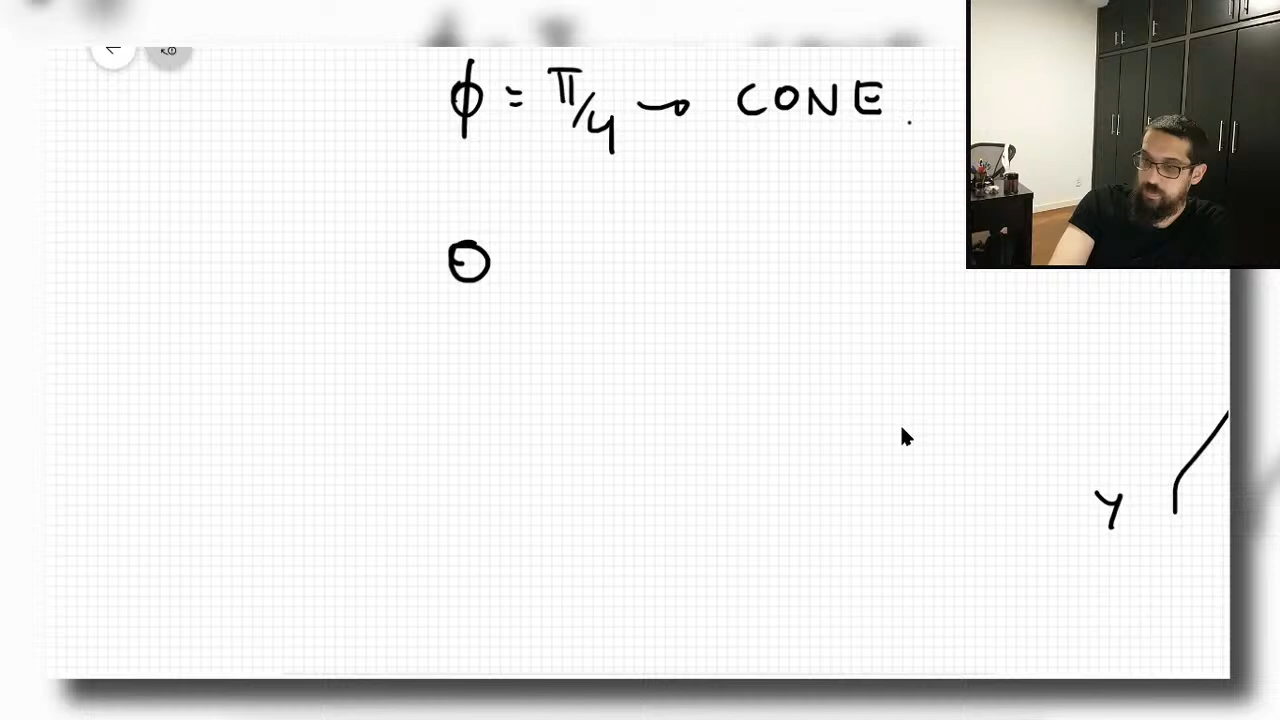 ϕ = π/4 → CONE.
Θ
y